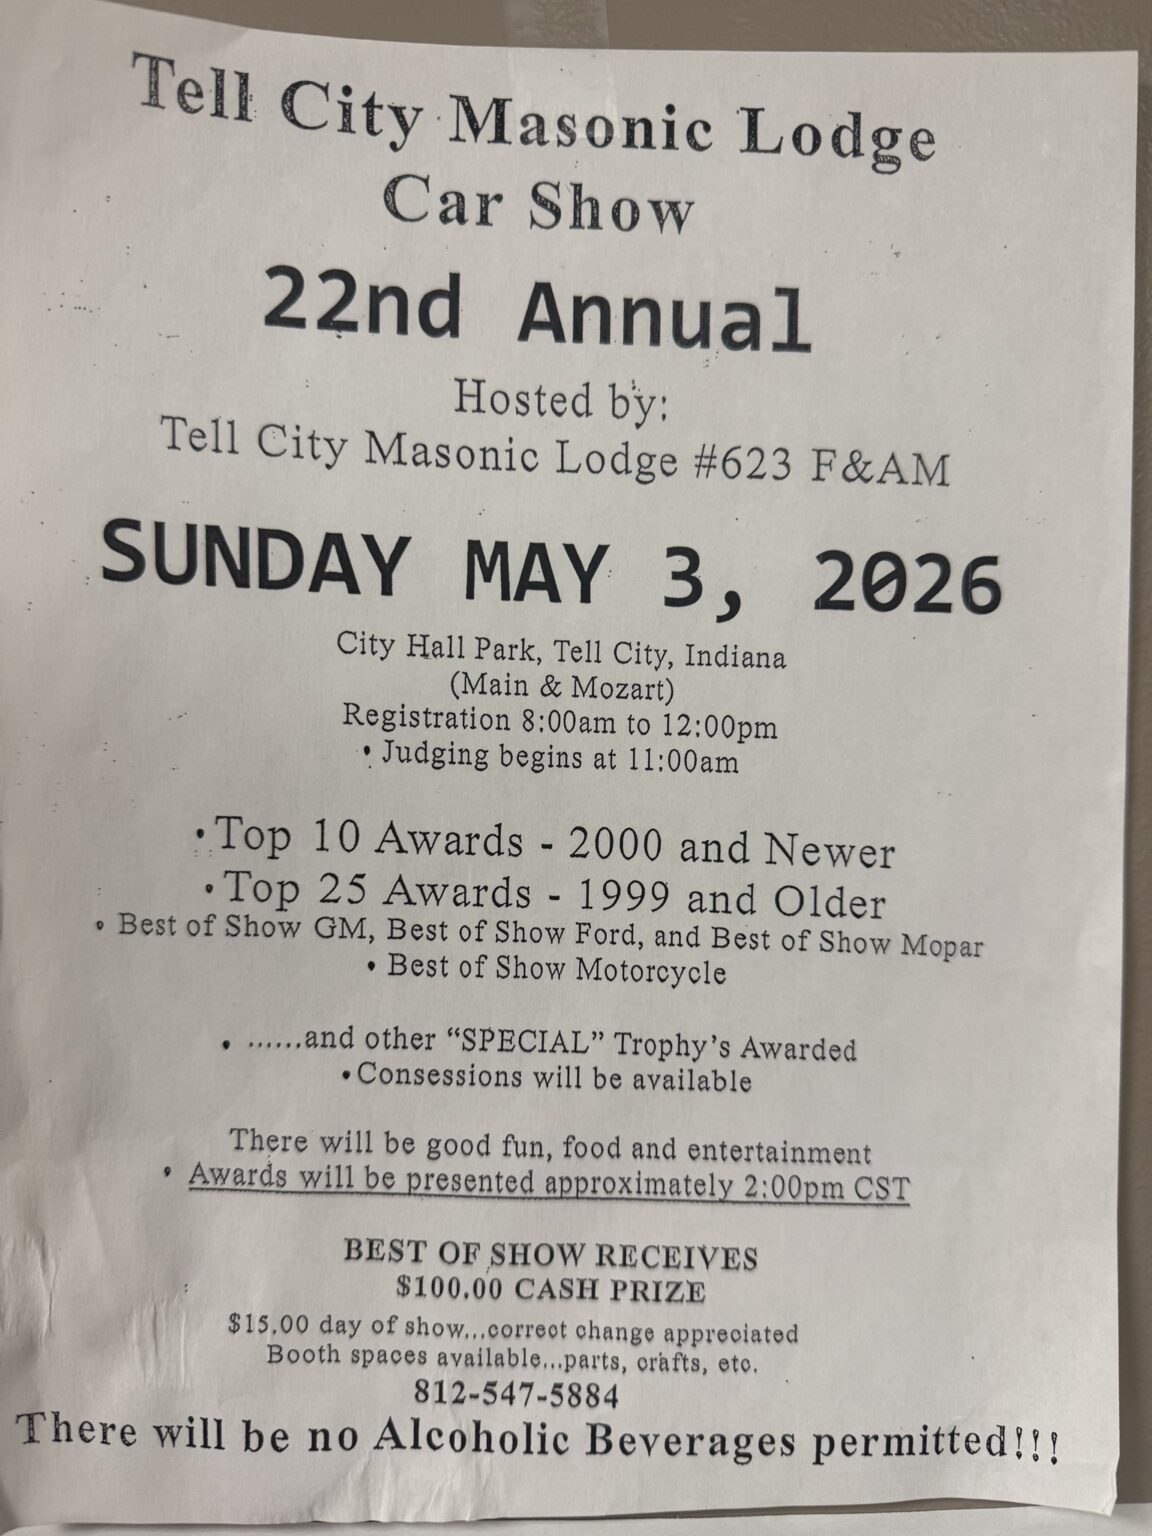 Tell City Masonic Lodge
Car Show
22nd Annual
Hosted by:
Tell City Masonic Lodge #623 F&AM
SUNDAY MAY 3, 2026
City Hall Park, Tell City, Indiana
(Main & Mozart)
Registration 8:00am to 12:00pm
• Judging begins at 11:00am
• Top 10 Awards - 2000 and Newer
• Top 25 Awards - 1999 and Older
• Best of Show GM, Best of Show Ford, and Best of Show Mopar
• Best of Show Motorcycle
• ......and other “SPECIAL” Trophy’s Awarded
• Consessions will be available
There will be good fun, food and entertainment
• Awards will be presented approximately 2:00pm CST
BEST OF SHOW RECEIVES
$100.00 CASH PRIZE
$15.00 day of show...correct change appreciated
Booth spaces available...parts, crafts, etc.
812-547-5884
There will be no Alcoholic Beverages permitted!!!